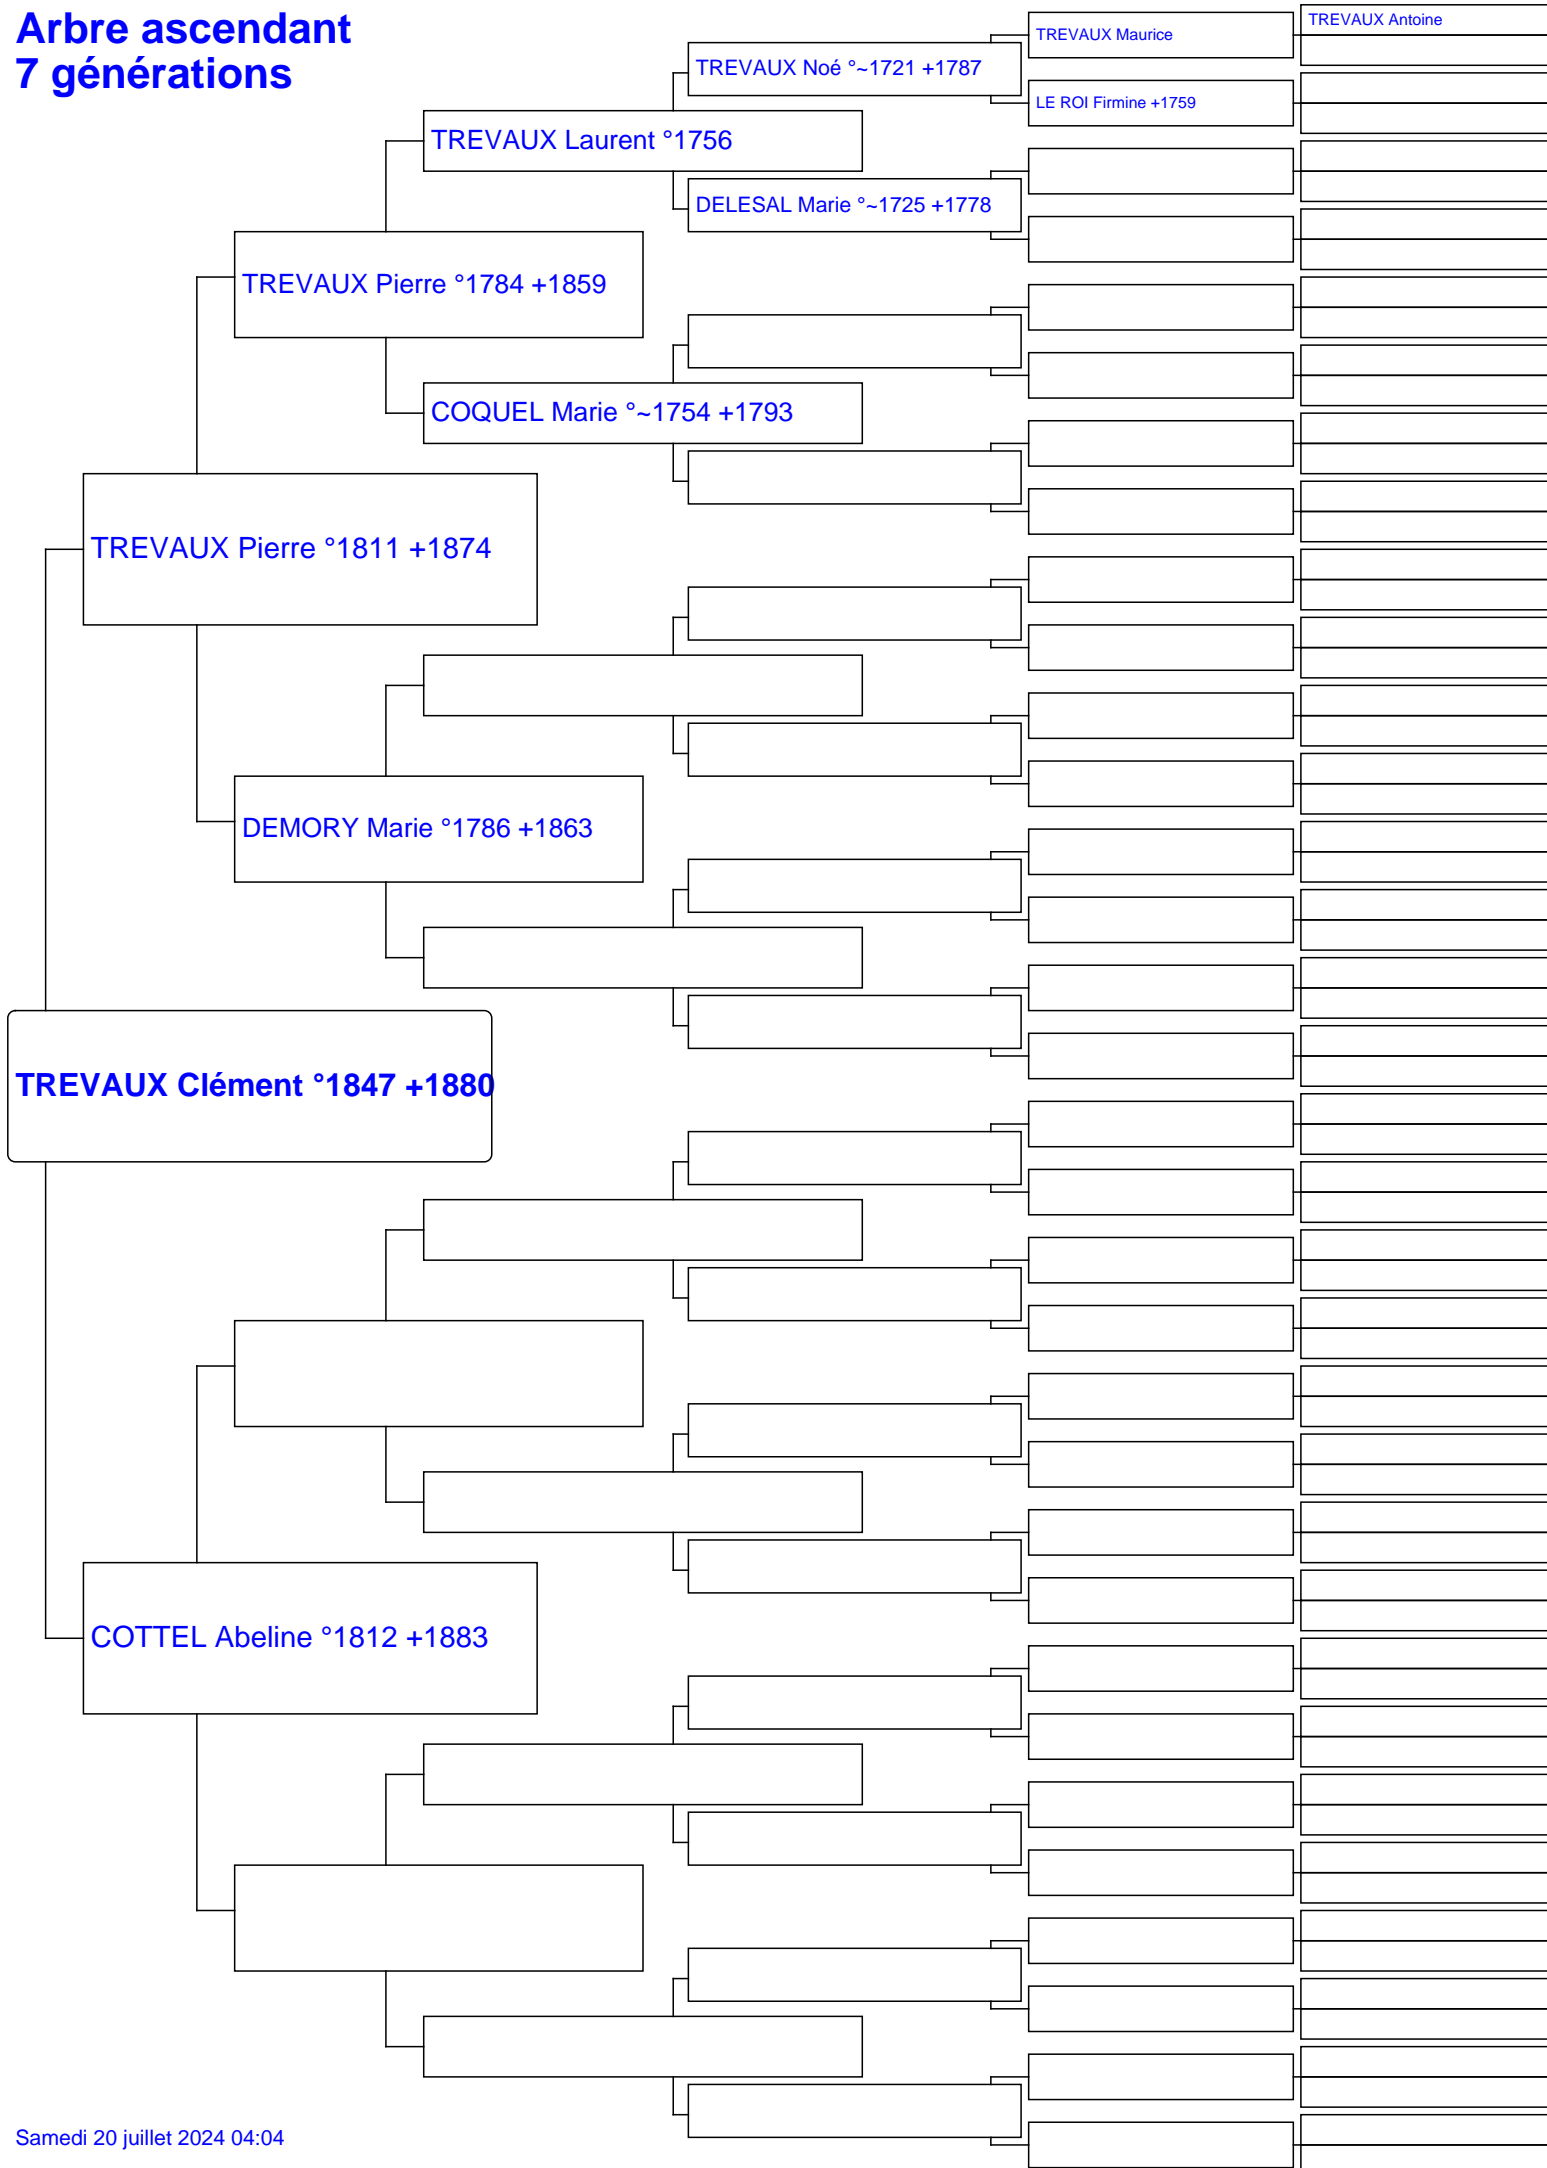 Arbre ascendant
7 générations
TREVAUX Antoine
TREVAUX Maurice
TREVAUX Noé °~1721 +1787
LE ROI Firmine +1759
TREVAUX Laurent °1756
DELESAL Marie °~1725 +1778
TREVAUX Pierre °1784 +1859
COQUEL Marie °~1754 +1793
TREVAUX Pierre °1811 +1874
DEMORY Marie °1786 +1863
TREVAUX Clément °1847 +1880
COTTEL Abeline °1812 +1883
Samedi 20 juillet 2024 04:04